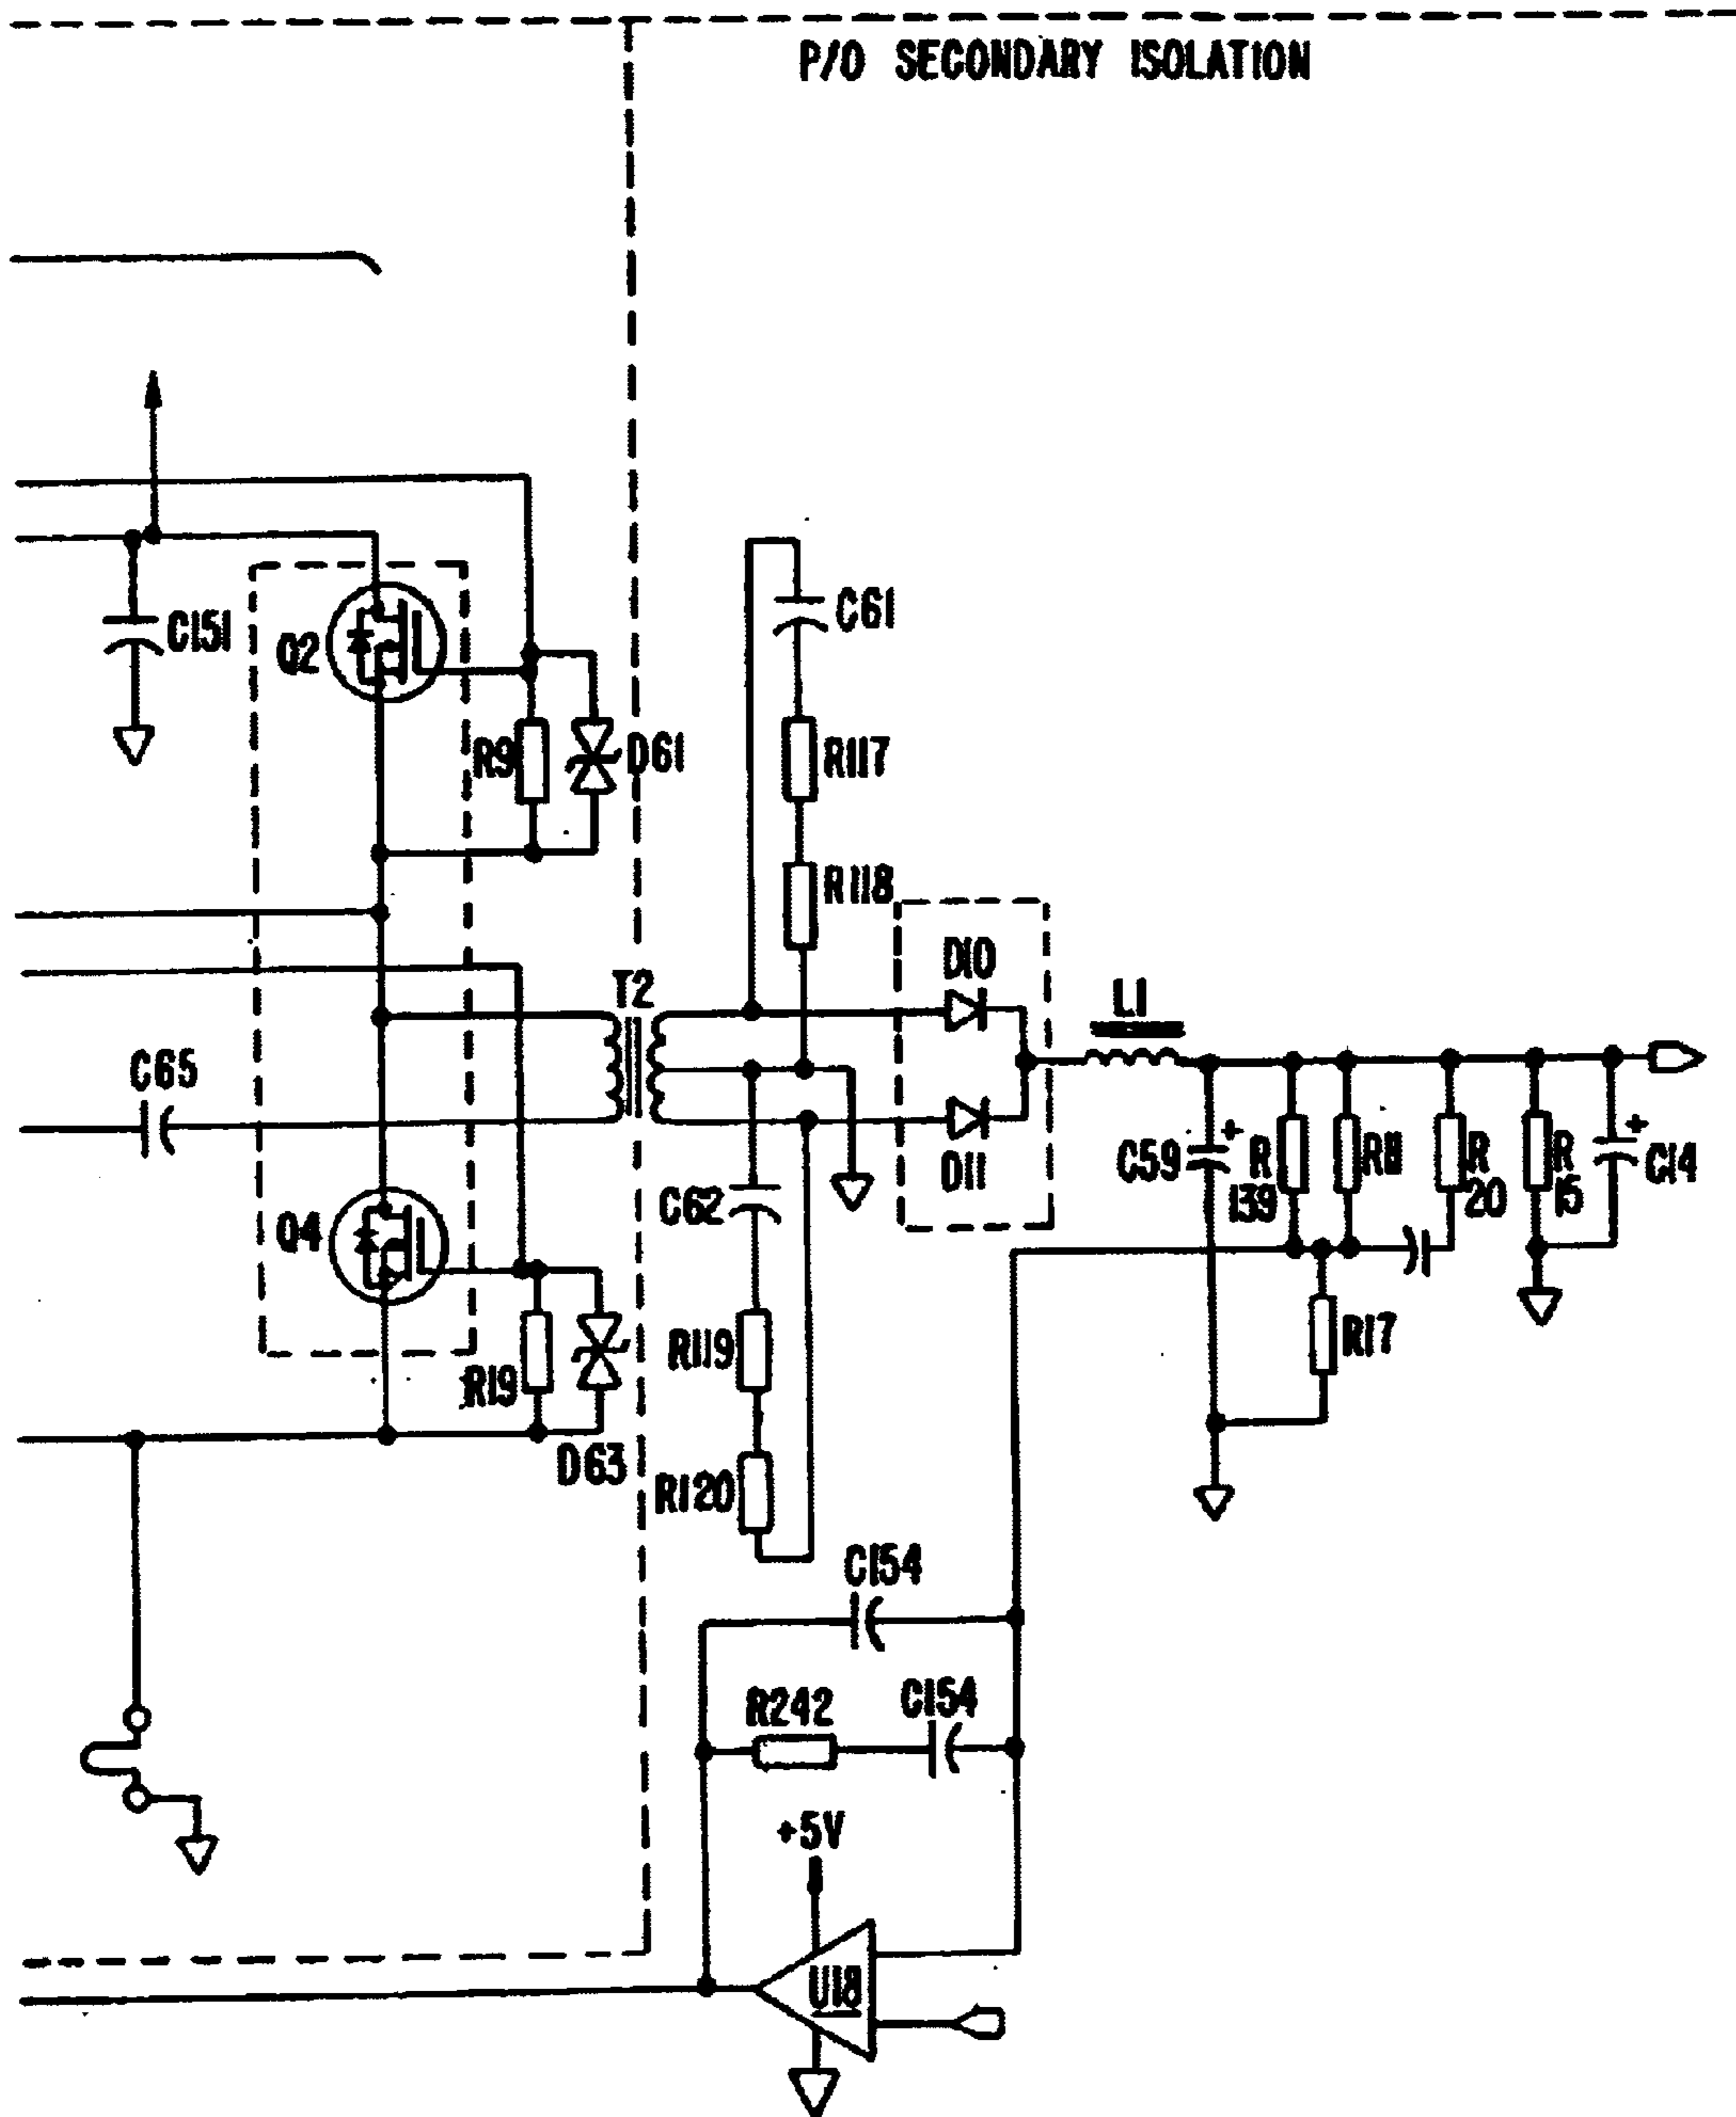 P/O SECONDARY ISOLATION
C61
C151
Q2
R9
D61
R117
R118
D10
T2
L1
C65
D11
C59
+
R
139
R11
R
20
R
15
+
C14
C62
Q4
R17
R119
R19
D63
R120
C154
R242
C154
+5V
U18